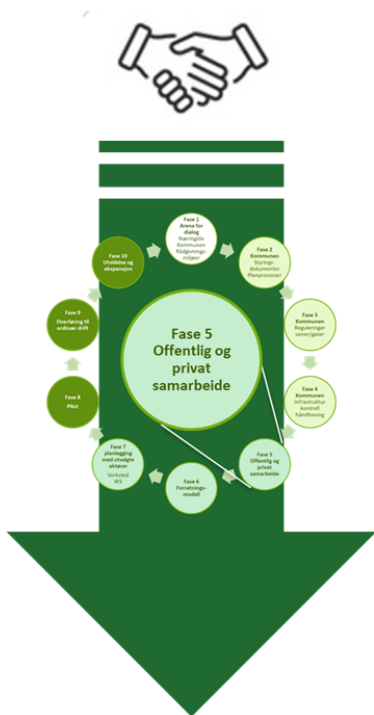 Fase 1
Arena for
dialog
Næringsliv
Kommunen
Rådgivnings-
miljøer
Fase 2
Kommunen
Styrings-
dokumenter
Planprosesser
Fase 3
Kommunen
Reguleringer
soner/gater
Fase 4
Kommunen
Infrastruktur
kontroll
håndheving
Fase 5
Offentlig og
privat
samarbeide
Fase 6
Forretnings-
modell
Fase 7
planlegging
med utvalgte
aktører
Verksted
WS
Fase 8
Pilot
Fase 9
Overføring til
ordinær drift
Fase 10
Utvidelse og
ekspansjon
Fase 5
Offentlig og
privat
samarbeide